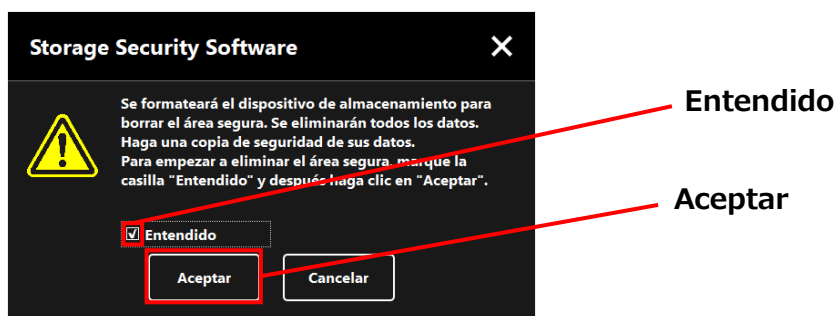 Storage Security Software
Se formateará el dispositivo de almacenamiento para
borrar el área segura. Se eliminarán todos los datos.
Haga una copia de seguridad de sus datos.
Para empezar a eliminar el área segura, marque la
casilla "Entendido" y después haga clic en "Aceptar".
Entendido
Aceptar
Cancelar
Entendido
Aceptar